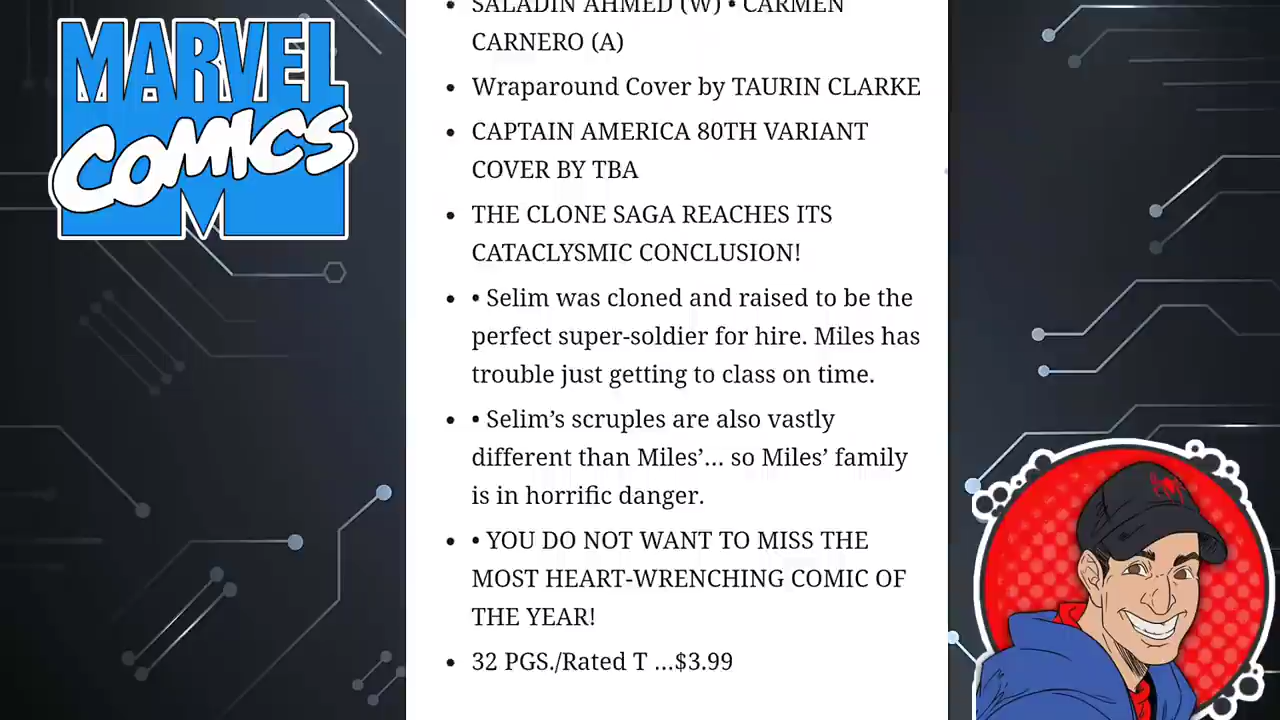 MARVEL
COMICS
M
SALADIN AHMED (W) • CARMEN
CARNERO (A)
• Wraparound Cover by TAURIN CLARKE
• CAPTAIN AMERICA 80TH VARIANT
COVER BY TBA
• THE CLONE SAGA REACHES ITS
CATACLYSMIC CONCLUSION!
• • Selim was cloned and raised to be the
perfect super-soldier for hire. Miles has
trouble just getting to class on time.
• • Selim’s scruples are also vastly
different than Miles’… so Miles’ family
is in horrific danger.
• • YOU DO NOT WANT TO MISS THE
MOST HEART-WRENCHING COMIC OF
THE YEAR!
• 32 PGS./Rated T …$3.99